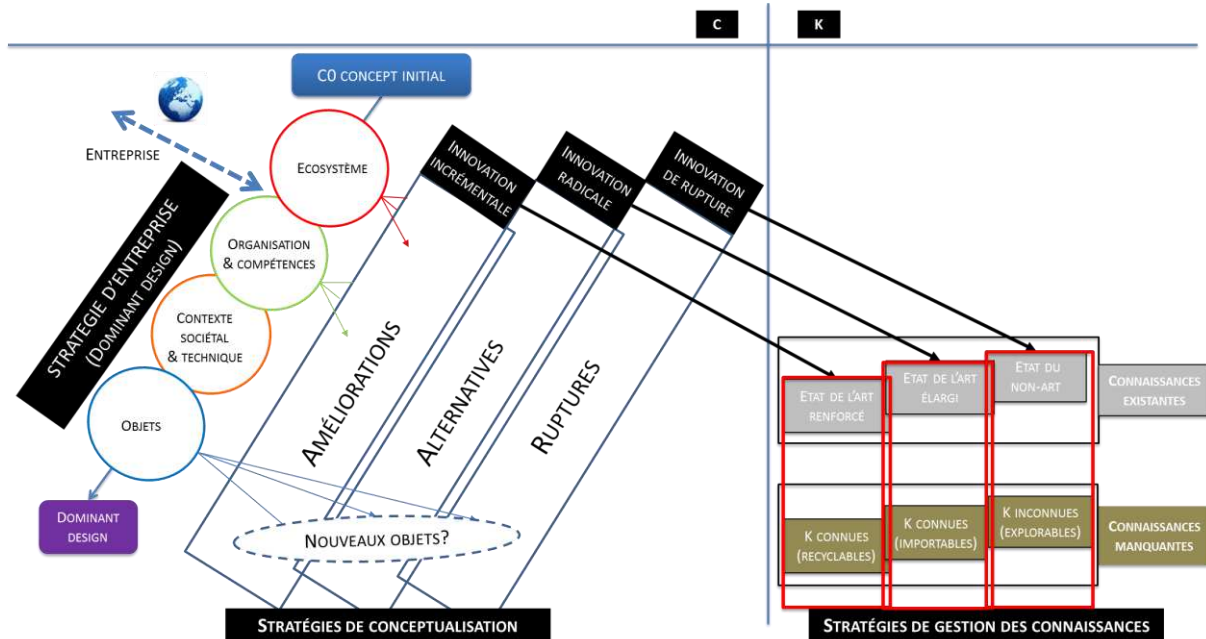 C
K
C0 CONCEPT INITIAL
ENTREPRISE
ECOSYSTÈME
INNOVATION
INCRÉMENTALE
INNOVATION
RADICALE
INNOVATION
DE RUPTURE
STRATÉGIE D'ENTREPRISE
(DOMINANT DESIGN)
ORGANISATION
& COMPÉTENCES
CONTEXTE
SOCIÉTAL
& TECHNIQUE
OBJETS
DOMINANT
DESIGN
AMÉLIORATIONS
ALTERNATIVES
RUPTURES
NOUVEAUX OBJETS?
ETAT DE L'ART
RENFORCÉ
ETAT DE L'ART
ÉLARGI
ETAT DU
NON-ART
CONNAISSANCES
EXISTANTES
K CONNUES
(RECYCLABLES)
K CONNUES
(IMPORTABLES)
K INCONNUES
(EXPLORABLES)
CONNAISSANCES
MANQUANTES
STRATÉGIES DE CONCEPTUALISATION
STRATÉGIES DE GESTION DES CONNAISSANCES